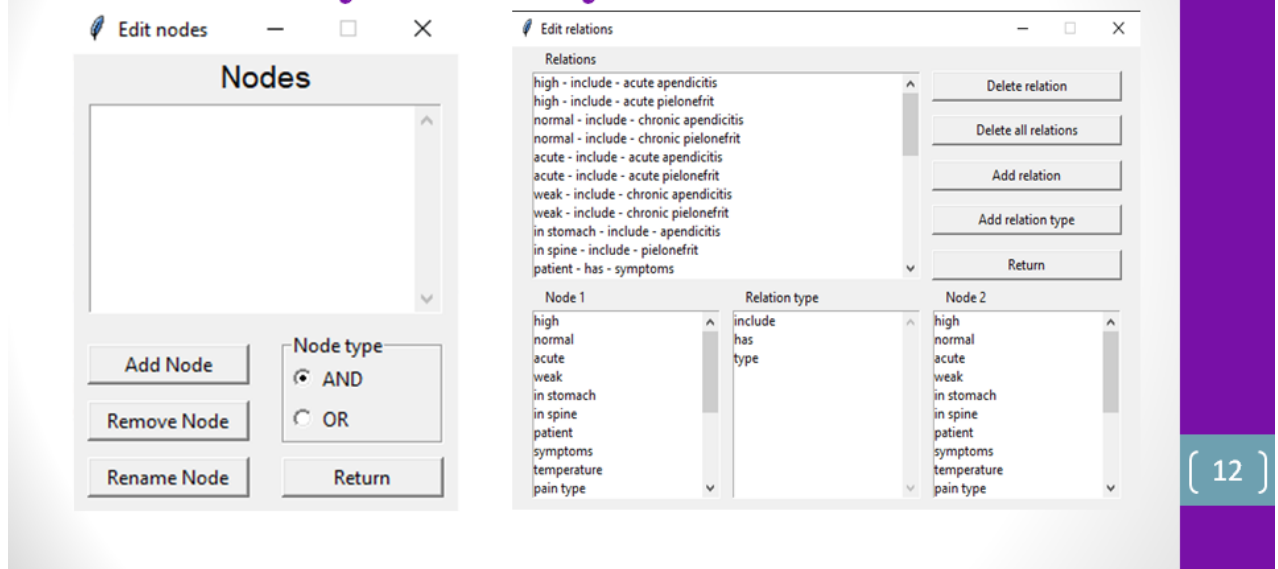 Edit nodes
Nodes
Add Node
Remove Node
Rename Node
Node type
AND
OR
Return
Edit relations
Relations
high - include - acute apendicitis
high - include - acute pielonefrit
normal - include - chronic apendicitis
normal - include - chronic pielonefrit
acute - include - acute apendicitis
acute - include - acute pielonefrit
weak - include - chronic apendicitis
weak - include - chronic pielonefrit
in stomach - include - apendicitis
in spine - include - pielonefrit
patient - has - symptoms
Delete relation
Delete all relations
Add relation
Add relation type
Return
Node 1
high
normal
acute
weak
in stomach
in spine
patient
symptoms
temperature
pain type
Relation type
include
has
type
Node 2
high
normal
acute
weak
in stomach
in spine
patient
symptoms
temperature
pain type
12